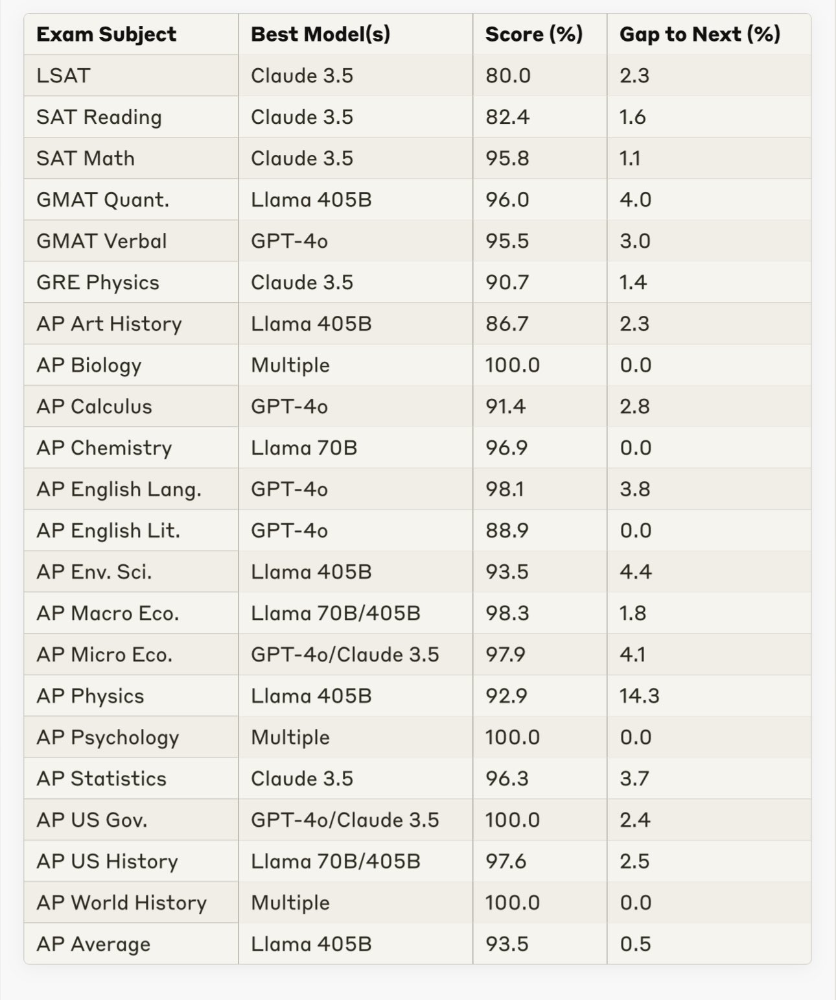 Exam Subject Best Model(s) Score (%) Gap to Next (%)
LSAT Claude 3.5 80.0 2.3
SAT Reading Claude 3.5 82.4 1.6
SAT Math Claude 3.5 95.8 1.1
GMAT Quant. Llama 405B 96.0 4.0
GMAT Verbal GPT-4o 95.5 3.0
GRE Physics Claude 3.5 90.7 1.4
AP Art History Llama 405B 86.7 2.3
AP Biology Multiple 100.0 0.0
AP Calculus GPT-4o 91.4 2.8
AP Chemistry Llama 70B 96.9 0.0
AP English Lang. GPT-4o 98.1 3.8
AP English Lit. GPT-4o 88.9 0.0
AP Env. Sci. Llama 405B 93.5 4.4
AP Macro Eco. Llama 70B/405B 98.3 1.8
AP Micro Eco. GPT-4o/Claude 3.5 97.9 4.1
AP Physics Llama 405B 92.9 14.3
AP Psychology Multiple 100.0 0.0
AP Statistics Claude 3.5 96.3 3.7
AP US Gov. GPT-4o/Claude 3.5 100.0 2.4
AP US History Llama 70B/405B 97.6 2.5
AP World History Multiple 100.0 0.0
AP Average Llama 405B 93.5 0.5